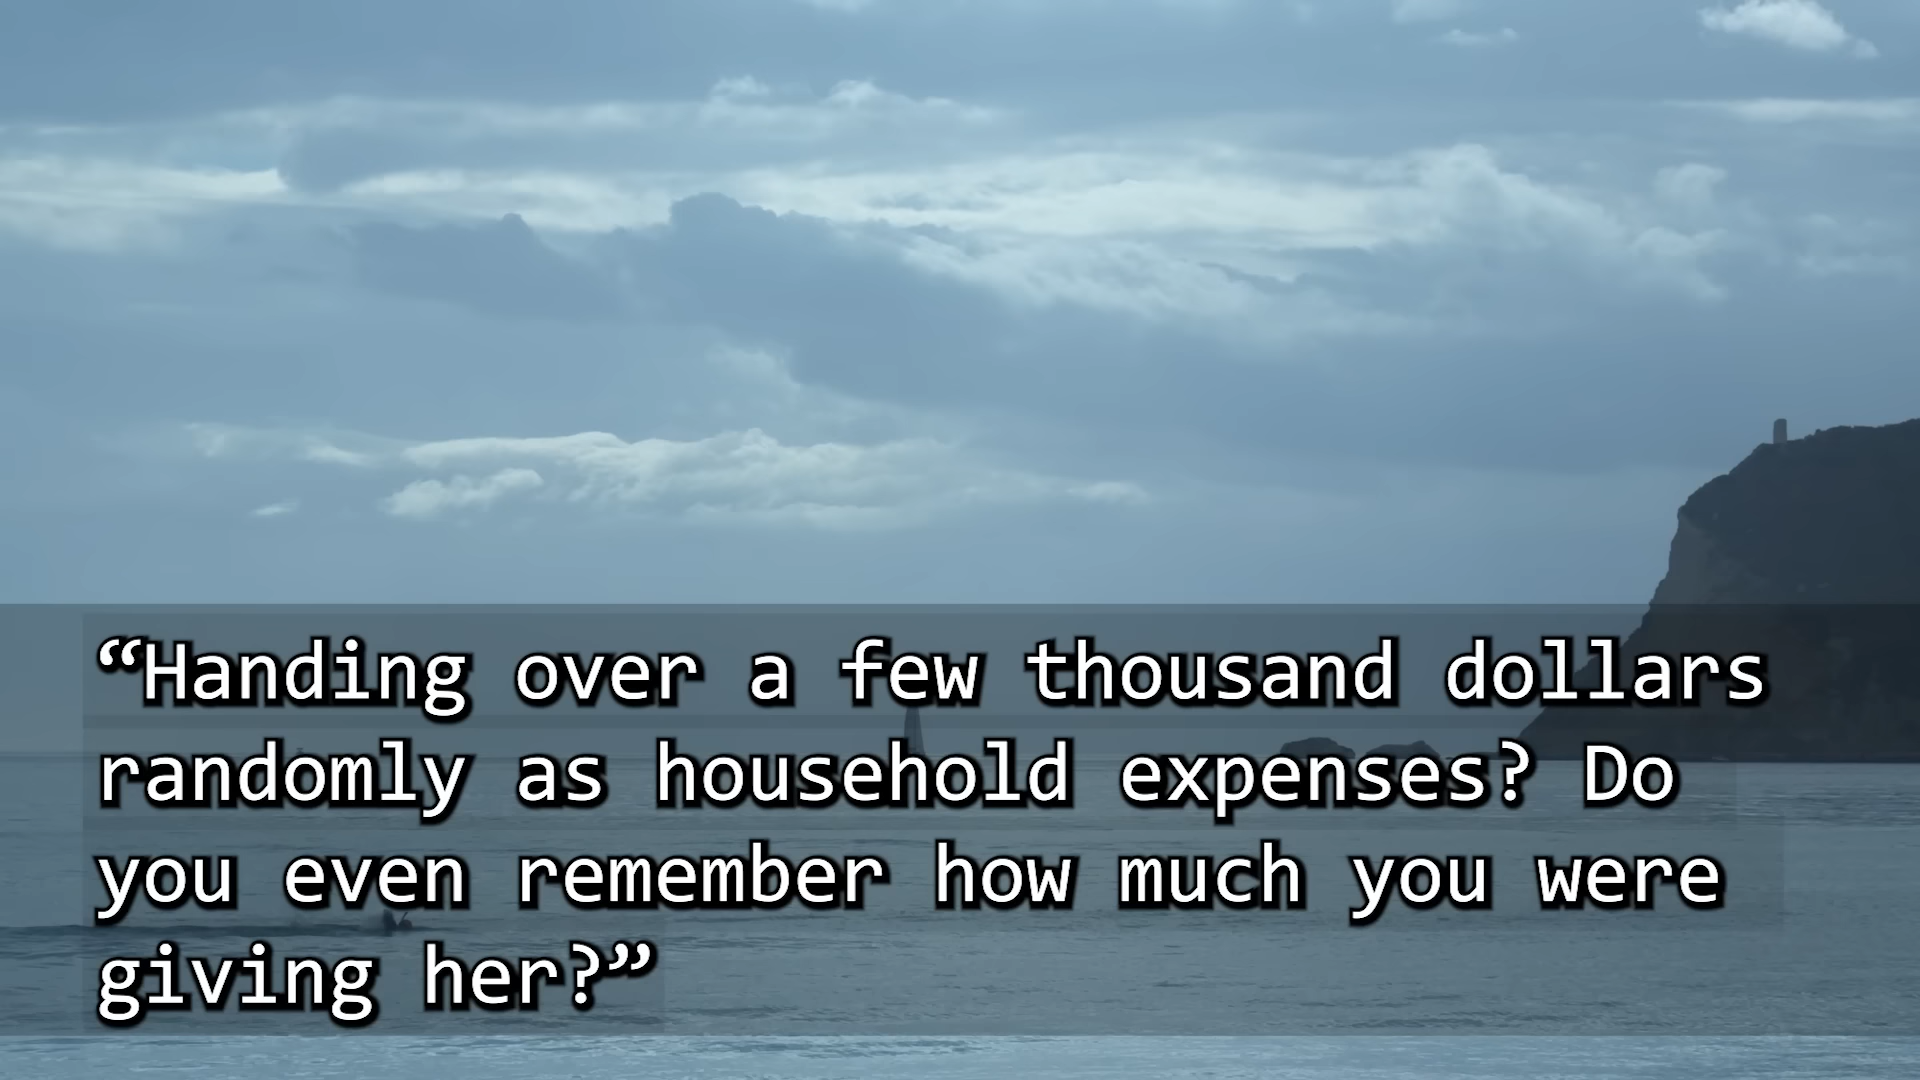 “Handing over a few thousand dollars
randomly as household expenses? Do
you even remember how much you were
giving her?”